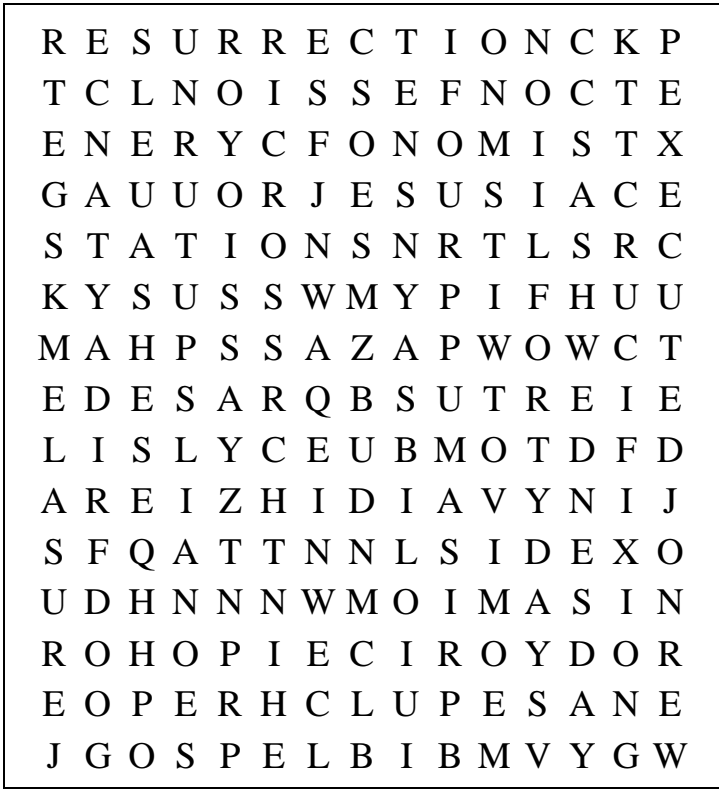 R E S U R R E C T I O N C K P
T C L N O I S S E F N O C T E
E N E R Y C F O N O M I S T X
G A U U O R J E S U S I A C E
S T A T I O N S N R T L S R C
K Y S U S S W M Y P I F H U U
M A H P S S A Z A P W O W C T
E D E S A R Q B S U T R E I E
L I S L Y C E U B M O T D F D
A R E I Z H I D I A V Y N I J
S F Q A T T N N L S I D E X O
U D H N N N W M O I M A S I N
R O H O P I E C I R O Y D O R
E O P E R H C L U P E S A N E
J G O S P E L B I B M V Y G W